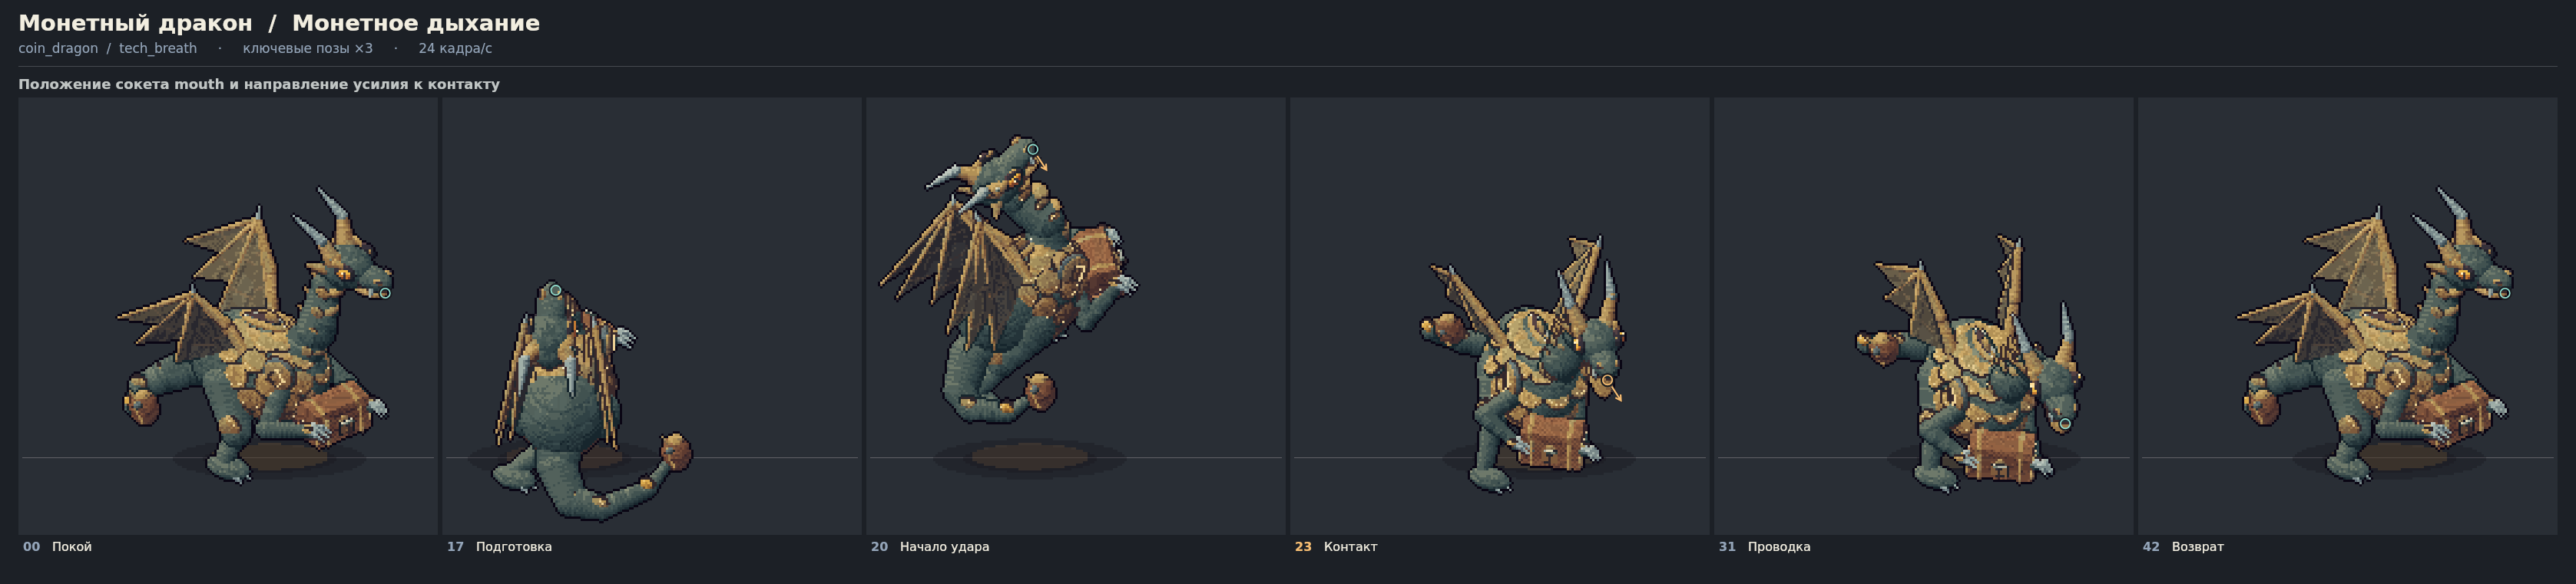 Монетный дракон / Монетное дыхание
coin_dragon / tech_breath · ключевые позы ×3 · 24 кадра/с
Положение сокета mouth и направление усилия к контакту
00 Покой
17 Подготовка
20 Начало удара
23 Контакт
31 Проводка
42 Возврат